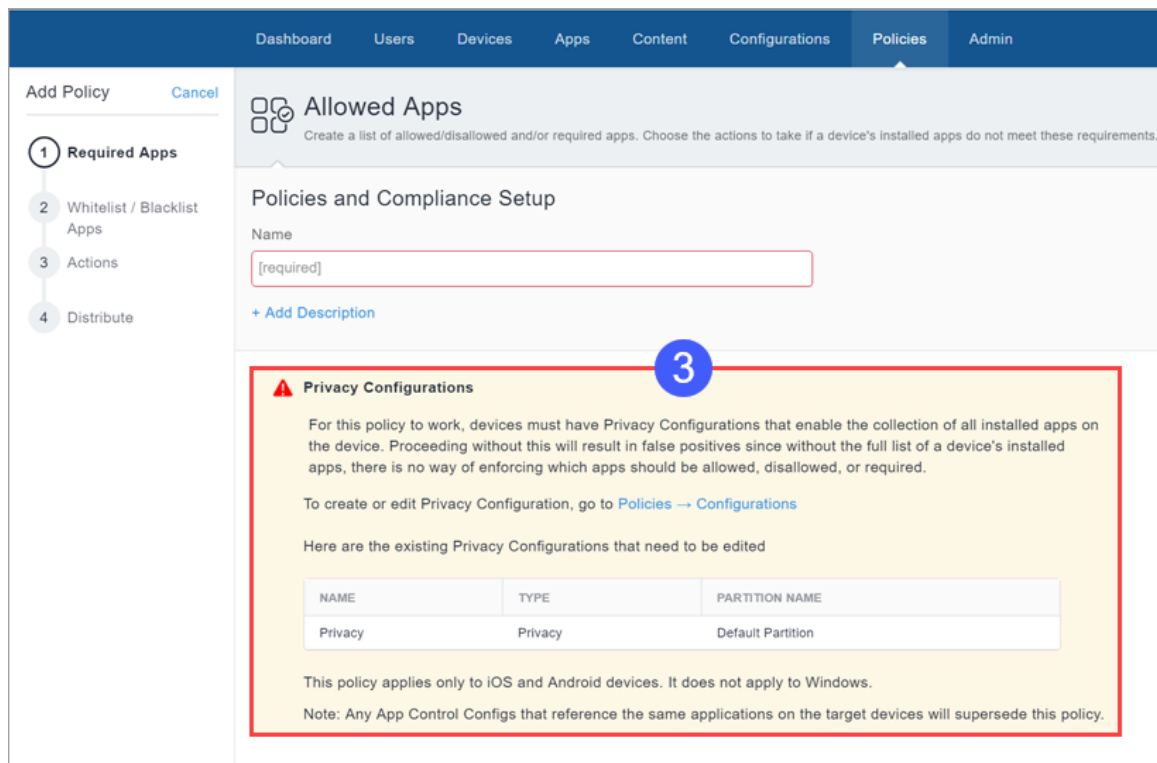 Dashboard Users Devices Apps Content Configurations Policies Admin
Add Policy Cancel
1 Required Apps
2 Whitelist / Blacklist
Apps
3 Actions
4 Distribute
Allowed Apps
Create a list of allowed/disallowed and/or required apps. Choose the actions to take if a device's installed apps do not meet these requirements.
Policies and Compliance Setup
Name
[required]
+ Add Description
3
Privacy Configurations
For this policy to work, devices must have Privacy Configurations that enable the collection of all installed apps on
the device. Proceeding without this will result in false positives since without the full list of a device's installed
apps, there is no way of enforcing which apps should be allowed, disallowed, or required.
To create or edit Privacy Configuration, go to Policies → Configurations
Here are the existing Privacy Configurations that need to be edited
NAME TYPE PARTITION NAME
Privacy Privacy Default Partition
This policy applies only to iOS and Android devices. It does not apply to Windows.
Note: Any App Control Configs that reference the same applications on the target devices will supersede this policy.